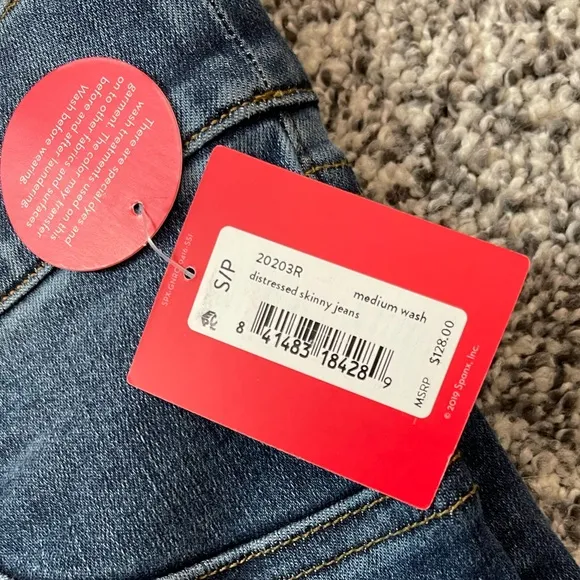 There are special dyes and
wash treatments used on this
garment. The color may transfer
on to other fabrics and surfaces
before and after laundering.
Wash before wearing.
S/P
20203R
medium wash
distressed skinny jeans
8 41483 18428 9
MSRP $128.00
© 2019 Spanx, Inc.